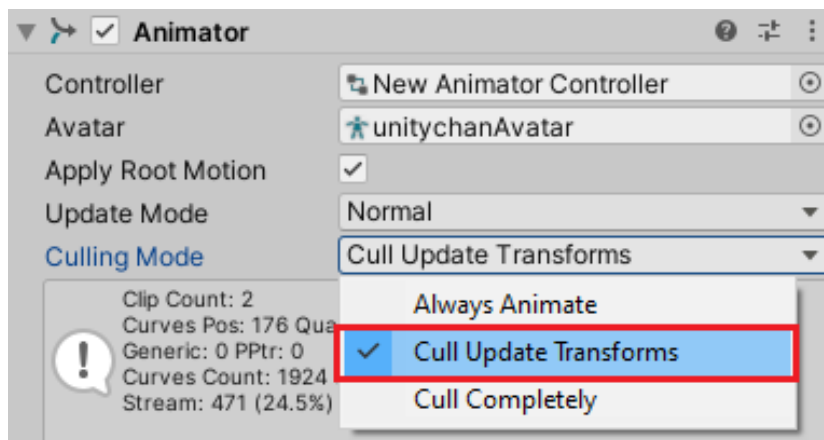 Animator
Controller New Animator Controller
Avatar unitychanAvatar
Apply Root Motion
Update Mode Normal
Culling Mode Cull Update Transforms
Clip Count: 2
Curves Pos: 176 Qua
Generic: 0 PPtr: 0
Curves Count: 1924
Stream: 471 (24.5%)
Always Animate
Cull Update Transforms
Cull Completely